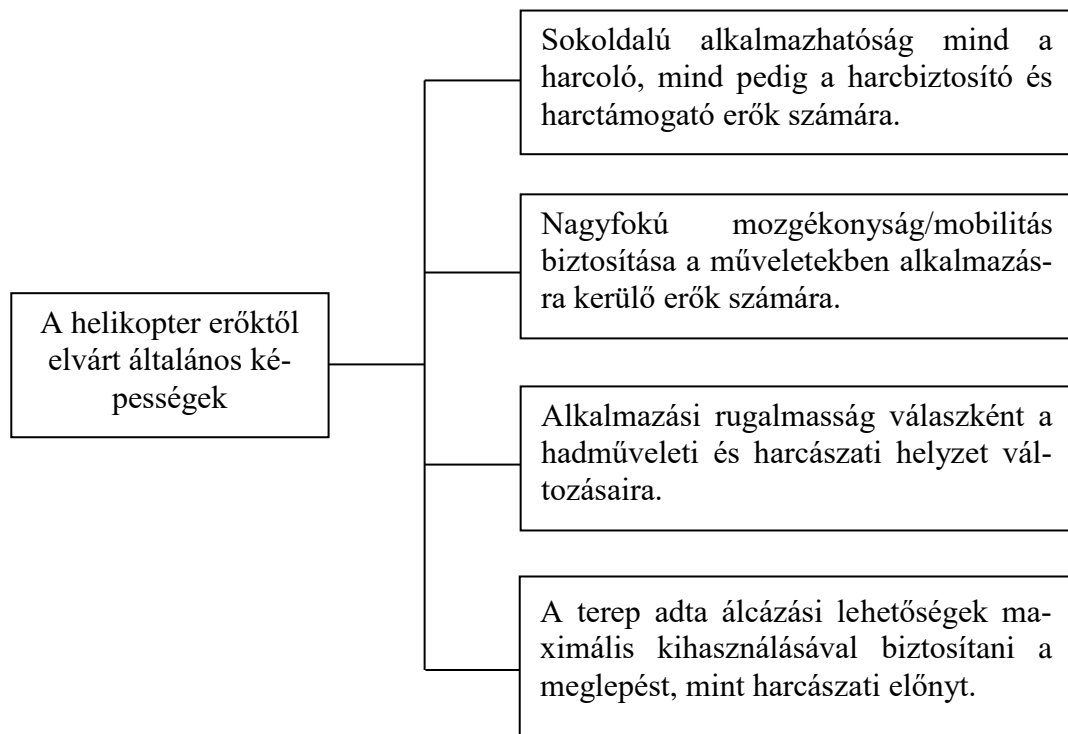 Sokoldalú alkalmazhatóság mind a
harcoló, mind pedig a harcbiztosító és
harctámogató erők számára.
Nagyfokú mozgékonyság/mobilitás
biztosítása a műveletekben alkalmazás-
ra kerülő erők számára.
A helikopter erőktől
elvárt általános ké-
pességek
Alkalmazási rugalmasság válaszként a
hadműveleti és harcászati helyzet vál-
tozásaira.
A terep adta álcázási lehetőségek ma-
ximális kihasználásával biztosítani a
meglepést, mint harcászati előnyt.